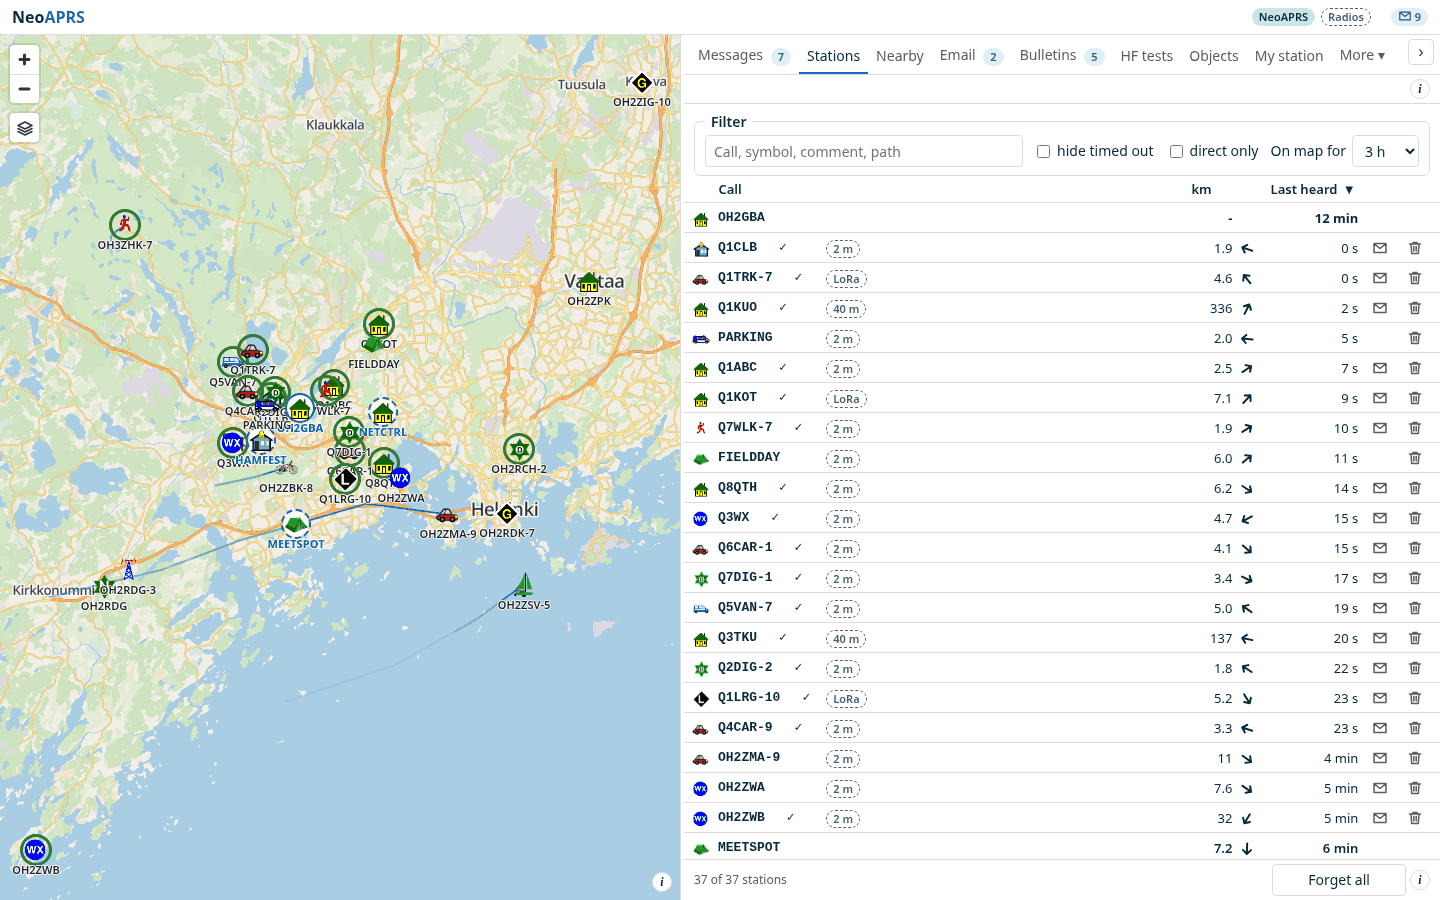 NeoAPRS
NeoAPRS Radios 9
Messages 7 Stations Nearby Email 2 Bulletins 5 HF tests Objects My station More ▾ ›
i
Filter
Call, symbol, comment, path hide timed out direct only On map for 3 h
Call km Last heard ▼
OH2GBA - 12 min
Q1CLB ✓ 2 m 1.9 0 s
Q1TRK-7 ✓ LoRa 4.6 0 s
Q1KUO ✓ 40 m 336 2 s
PARKING 2 m 2.0 5 s
Q1ABC ✓ 2 m 2.5 7 s
Q1KOT ✓ LoRa 7.1 9 s
Q7WLK-7 ✓ 2 m 1.9 10 s
FIELDDAY 2 m 6.0 11 s
Q8QTH ✓ 2 m 6.2 14 s
Q3WX ✓ 2 m 4.7 15 s
Q6CAR-1 ✓ 2 m 4.1 15 s
Q7DIG-1 ✓ 2 m 3.4 17 s
Q5VAN-7 ✓ 2 m 5.0 19 s
Q3TKU ✓ 40 m 137 20 s
Q2DIG-2 ✓ 2 m 1.8 22 s
Q1LRG-10 ✓ LoRa 5.2 23 s
Q4CAR-9 ✓ 2 m 3.3 23 s
OH2ZMA-9 2 m 11 4 min
OH2ZWA 2 m 7.6 5 min
OH2ZWB ✓ 2 m 32 5 min
MEETSPOT 7.2 6 min
37 of 37 stations Forget all i
+
−
Tuusula
G
OH2ZIG-10
Klaukkala
OH3ZHK-7
OH2ZPK
FIELDDAY
Q1TRK-7
Q5VAN-7
D
PARKING
NETCTRL
D
WX
HAMFEST
OH2ZBK-8
L
Q1LRG-10
WX
OH2ZWA
D
OH2RCH-2
MEETSPOT
Helsinki
G
OH2ZMA-9
OH2RDK-7
Kirkkonummi
OH2RDG-3
OH2RDG
OH2ZSV-5
WX
OH2ZWB
i